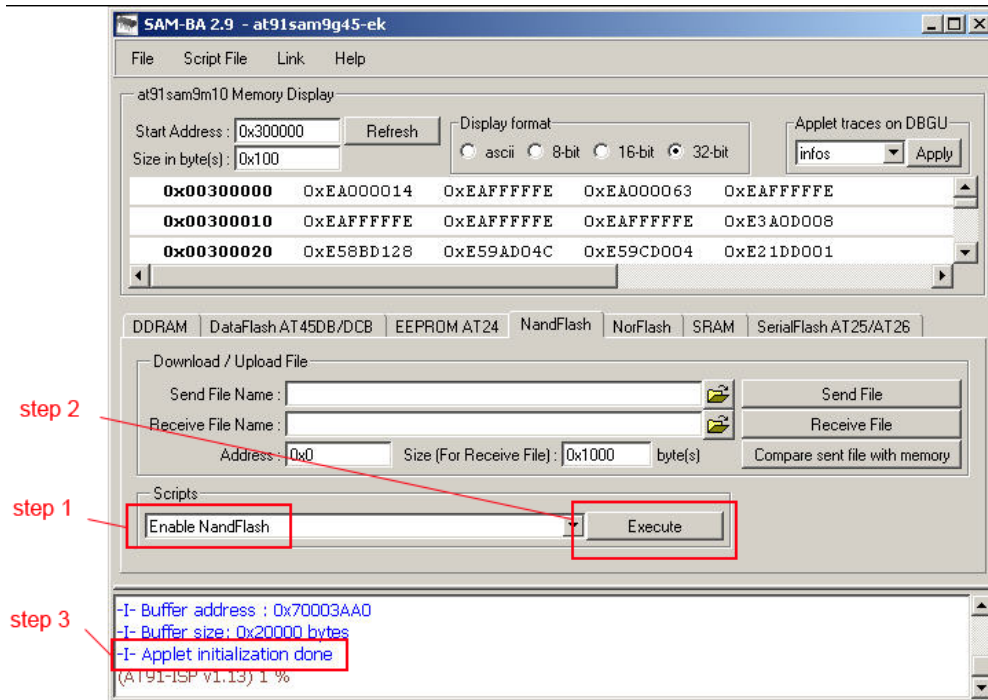 SAM-BA 2.9 - at91sam9g45-ek
File Script File Link Help
at91sam9m10 Memory Display
Start Address : 0x300000 Refresh
Size in byte(s) : 0x100
Display format
ascii 8-bit 16-bit 32-bit
Applet traces on DBGU
infos Apply
0x00300000 0xEA000014 0xEAFFFFFE 0xEA000063 0xEAFFFFFE
0x00300010 0xEAFFFFFE 0xEAFFFFFE 0xEAFFFFFE 0xE3A0D008
0x00300020 0xE58BD128 0xE59AD04C 0xE59CD004 0xE21DD001
DDRAM DataFlash AT45DB/DCB EEPROM AT24 NandFlash NorFlash SRAM SerialFlash AT25/AT26
Download / Upload File
Send File Name : Send File
Receive File Name : Receive File
Address : 0x0 Size (For Receive File) : 0x1000 byte(s) Compare sent file with memory
step 2
Scripts
step 1
Enable NandFlash Execute
-I- Buffer address : 0x70003AA0
-I- Buffer size: 0x20000 bytes
step 3
-I- Applet initialization done
(AT91-ISP v1.13) 1 %